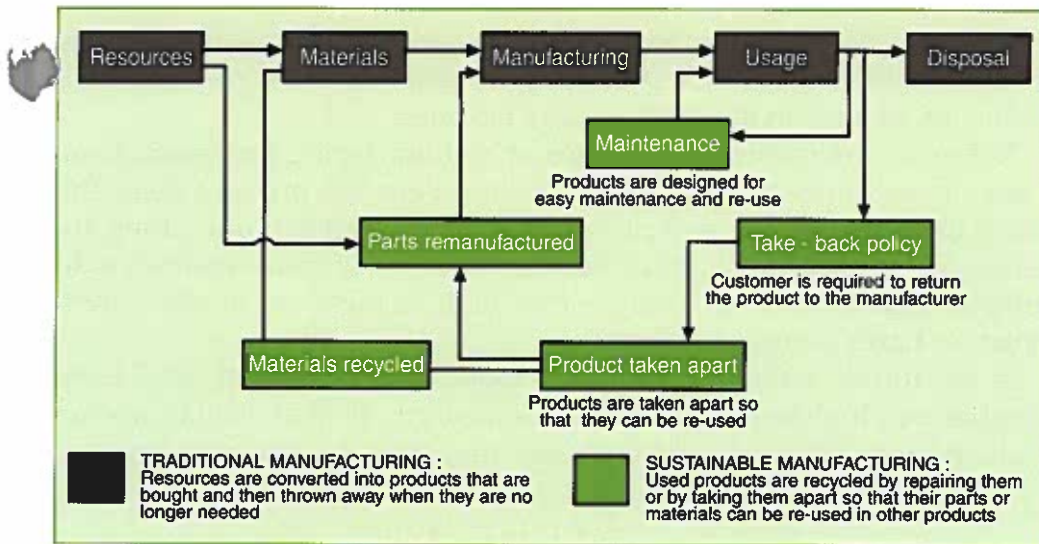 Resources
Materials
Manufacturing
Usage
Disposal
Maintenance
Products are designed for
easy maintenance and re-use
Parts remanufactured
Take - back policy
Customer is required to return
the product to the manufacturer
Materials recycled
Product taken apart
Products are taken apart so
that they can be re-used
TRADITIONAL MANUFACTURING :
Resources are converted into products that are
bought and then thrown away when they are no
longer needed
SUSTAINABLE MANUFACTURING :
Used products are recycled by repairing them
or by taking them apart so that their parts or
materials can be re-used in other products